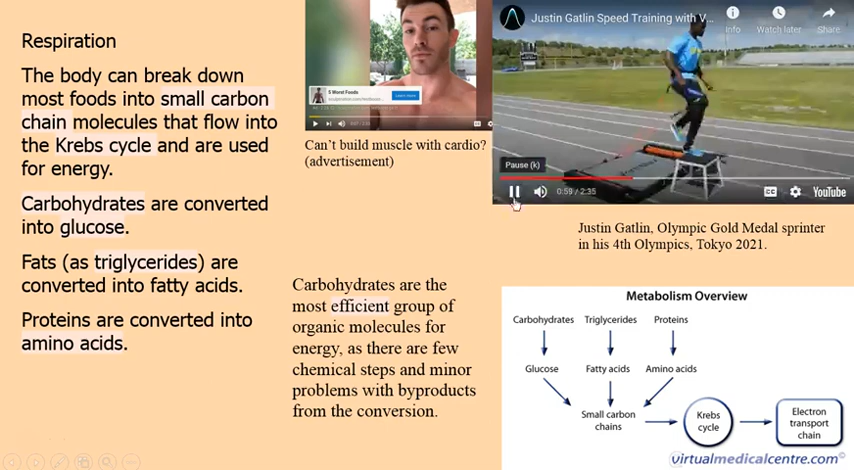 Respiration
The body can break down
most foods into small carbon
chain molecules that flow into
the Krebs cycle and are used
for energy.
Carbohydrates are converted
into glucose.
Fats (as triglycerides) are
converted into fatty acids.
Proteins are converted into
amino acids.
5 Worst Foods
Learn more
Can't build muscle with cardio?
(advertisement)
Justin Gatlin Speed Training with V...
Info
Watch later
Share
Pause (k)
0:59 / 2:35
CC
YouTube
Justin Gatlin, Olympic Gold Medal sprinter
in his 4th Olympics, Tokyo 2021.
Carbohydrates are the
most efficient group of
organic molecules for
energy, as there are few
chemical steps and minor
problems with byproducts
from the conversion.
Metabolism Overview
Carbohydrates Triglycerides Proteins
Glucose Fatty acids Amino acids
Small carbon
chains
Krebs
cycle
Electron
transport
chain
virtualmedicalcentre.com©